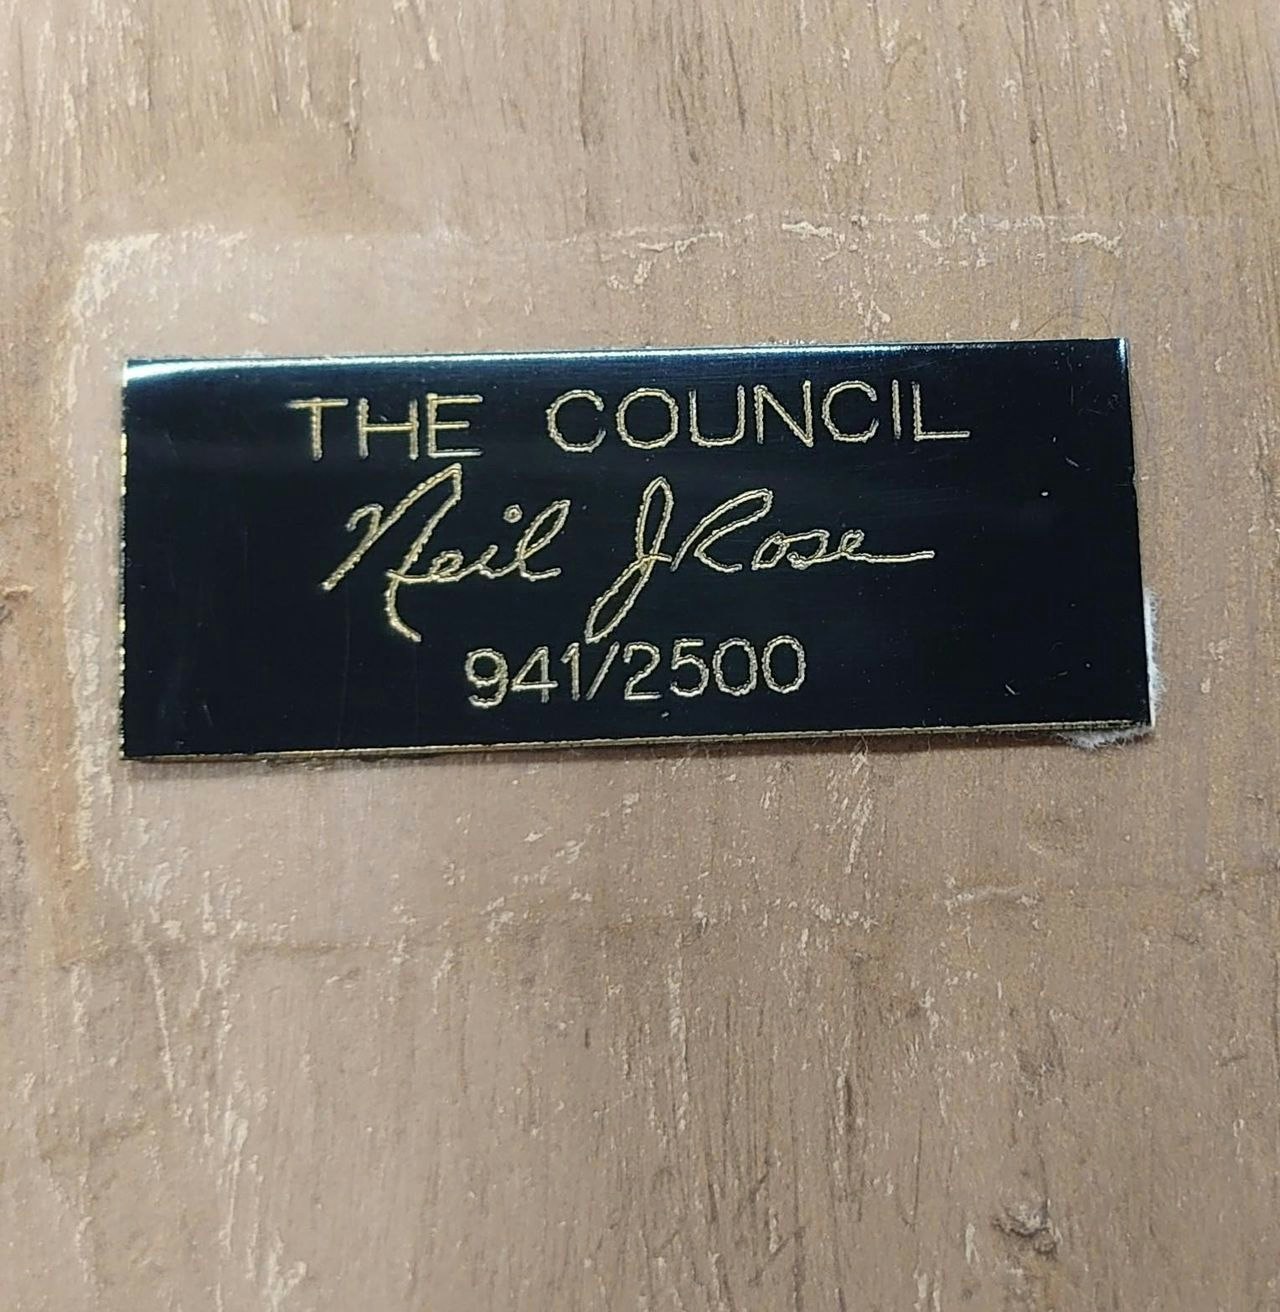 THE COUNCIL
Neil J Rose
941/2500